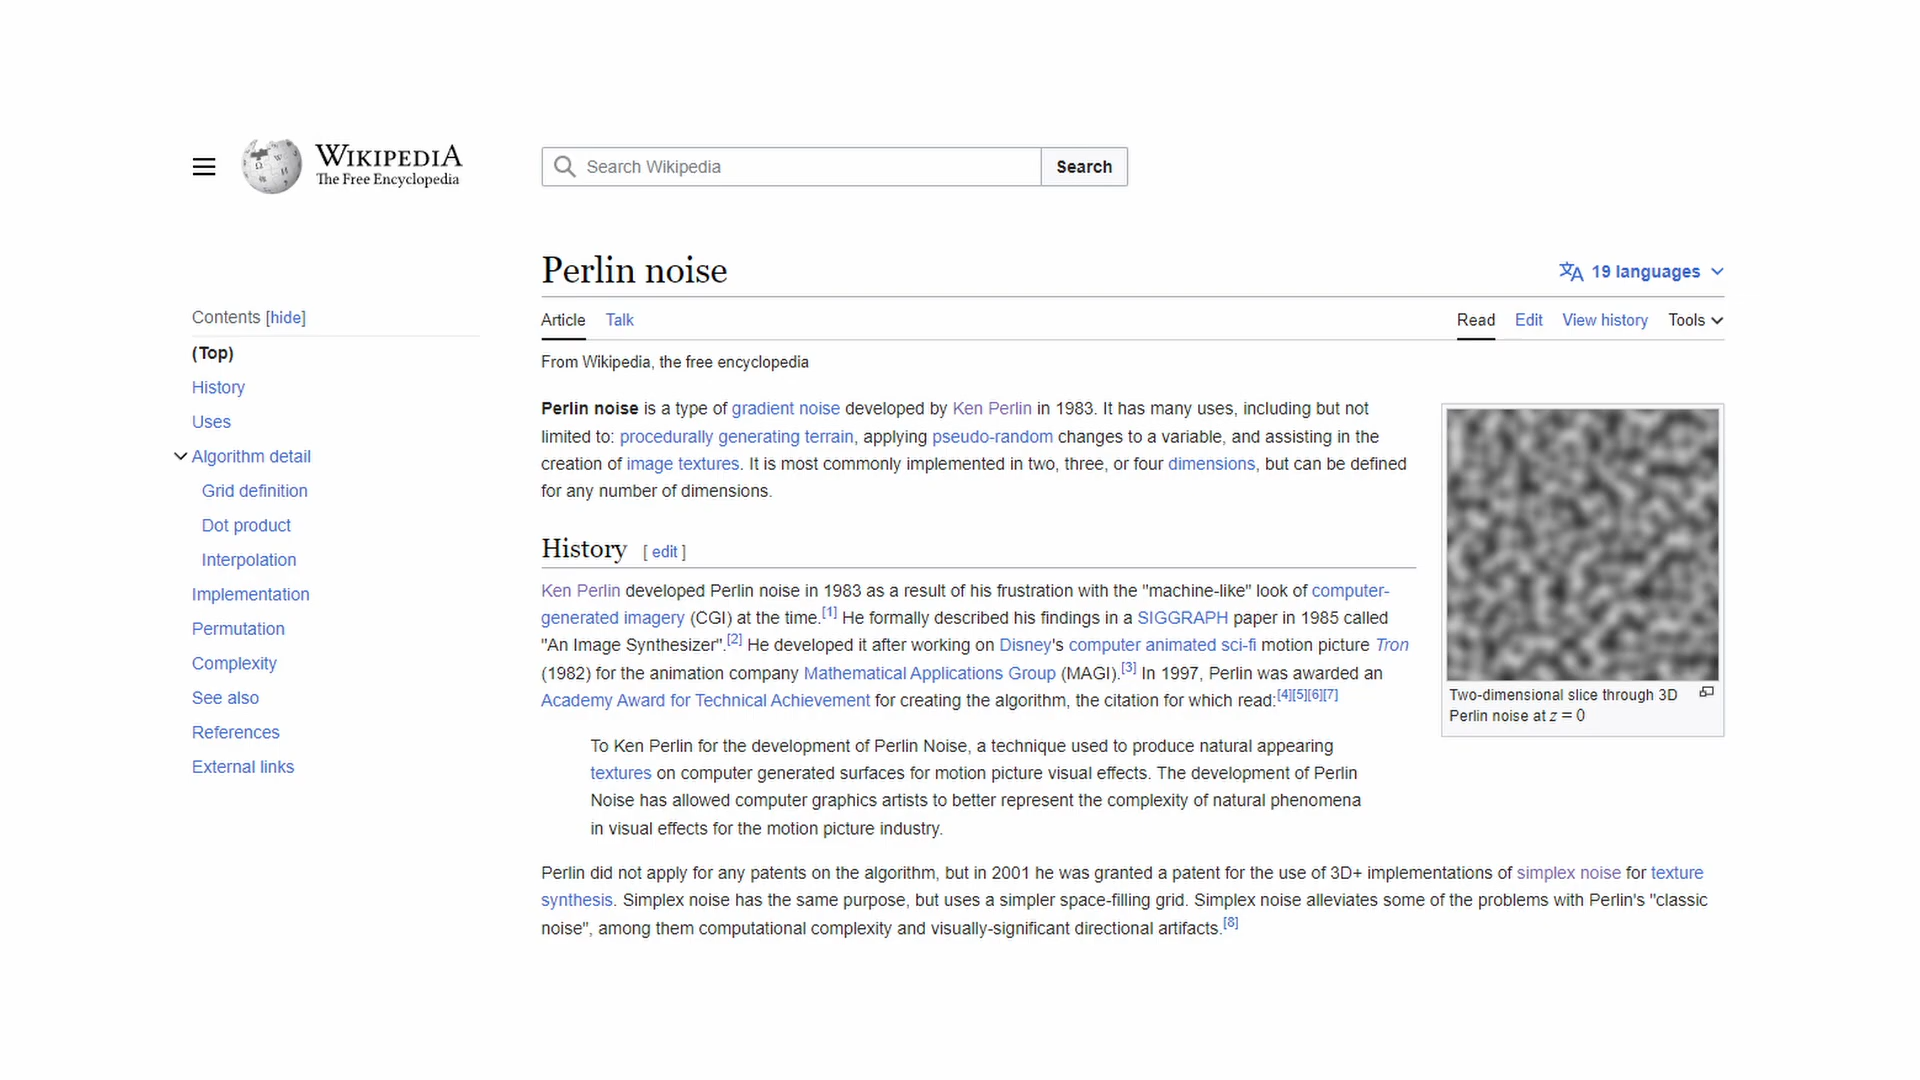 WIKIPEDIA
The Free Encyclopedia
Search Wikipedia
Search
Perlin noise
19 languages
Contents [hide]
(Top)
History
Uses
Algorithm detail
Grid definition
Dot product
Interpolation
Implementation
Permutation
Complexity
See also
References
External links
Article Talk
Read Edit View history Tools
From Wikipedia, the free encyclopedia
Perlin noise is a type of gradient noise developed by Ken Perlin in 1983. It has many uses, including but not
limited to: procedurally generating terrain, applying pseudo-random changes to a variable, and assisting in the
creation of image textures. It is most commonly implemented in two, three, or four dimensions, but can be defined
for any number of dimensions.
Two-dimensional slice through 3D
Perlin noise at z = 0
History [ edit ]
Ken Perlin developed Perlin noise in 1983 as a result of his frustration with the "machine-like" look of computer-
generated imagery (CGI) at the time.[1] He formally described his findings in a SIGGRAPH paper in 1985 called
"An Image Synthesizer".[2] He developed it after working on Disney's computer animated sci-fi motion picture Tron
(1982) for the animation company Mathematical Applications Group (MAGI).[3] In 1997, Perlin was awarded an
Academy Award for Technical Achievement for creating the algorithm, the citation for which read:[4][5][6][7]
To Ken Perlin for the development of Perlin Noise, a technique used to produce natural appearing
textures on computer generated surfaces for motion picture visual effects. The development of Perlin
Noise has allowed computer graphics artists to better represent the complexity of natural phenomena
in visual effects for the motion picture industry.
Perlin did not apply for any patents on the algorithm, but in 2001 he was granted a patent for the use of 3D+ implementations of simplex noise for texture
synthesis. Simplex noise has the same purpose, but uses a simpler space-filling grid. Simplex noise alleviates some of the problems with Perlin's "classic
noise", among them computational complexity and visually-significant directional artifacts.[8]